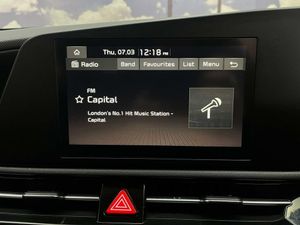 Thu, 07.03 12:18 PM
Radio Band Favourites List Menu
FM
Capital
London's No.1 Hit Music Station -
Capital